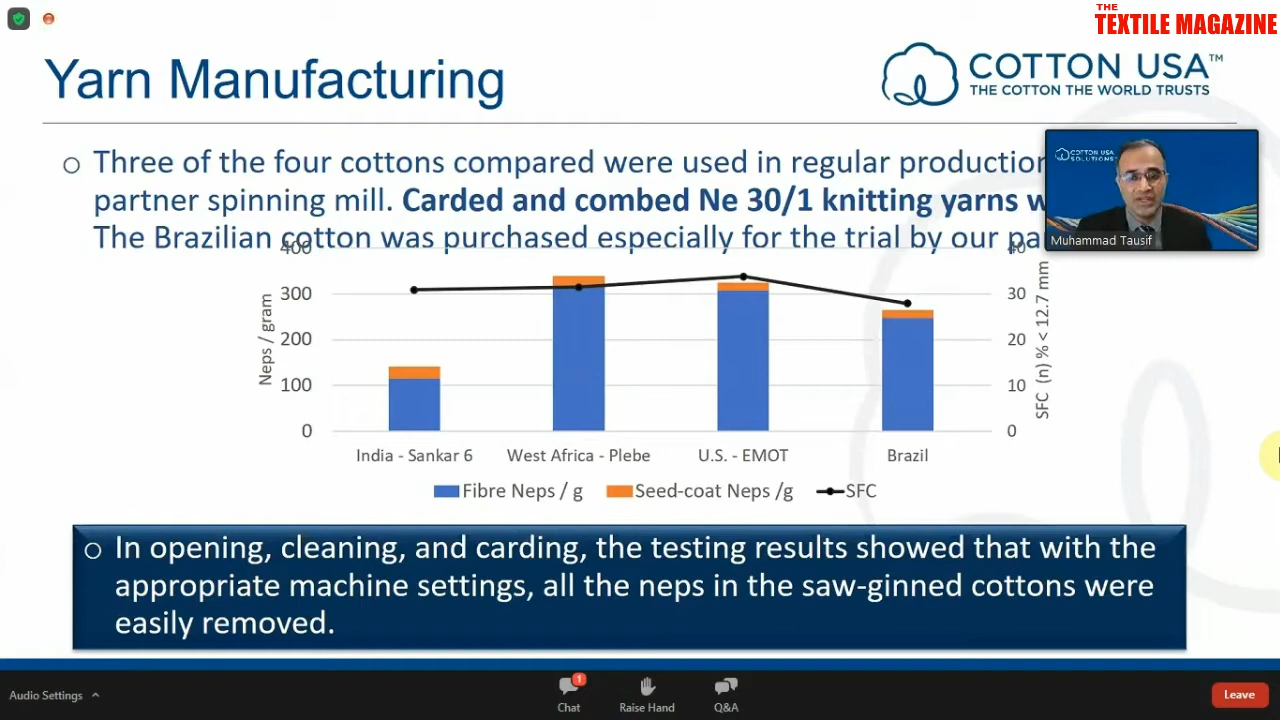 THE
TEXTILE MAGAZINE
Yarn Manufacturing
COTTON USA™
THE COTTON THE WORLD TRUSTS
○ Three of the four cottons compared were used in regular production
partner spinning mill. Carded and combed Ne 30/1 knitting yarns w
The Brazilian cotton was purchased especially for the trial by our pa
COTTON USA
SOLUTIONS
Muhammad Tausif
400
300
200
100
0
Neps / gram
40
30
20
10
0
SFC (n) % < 12.7 mm
India - Sankar 6
West Africa - Plebe
U.S. - EMOT
Brazil
Fibre Neps / g
Seed-coat Neps /g
SFC
○ In opening, cleaning, and carding, the testing results showed that with the
appropriate machine settings, all the neps in the saw-ginned cottons were
easily removed.
Audio Settings
1
Chat
Raise Hand
Q&A
Leave